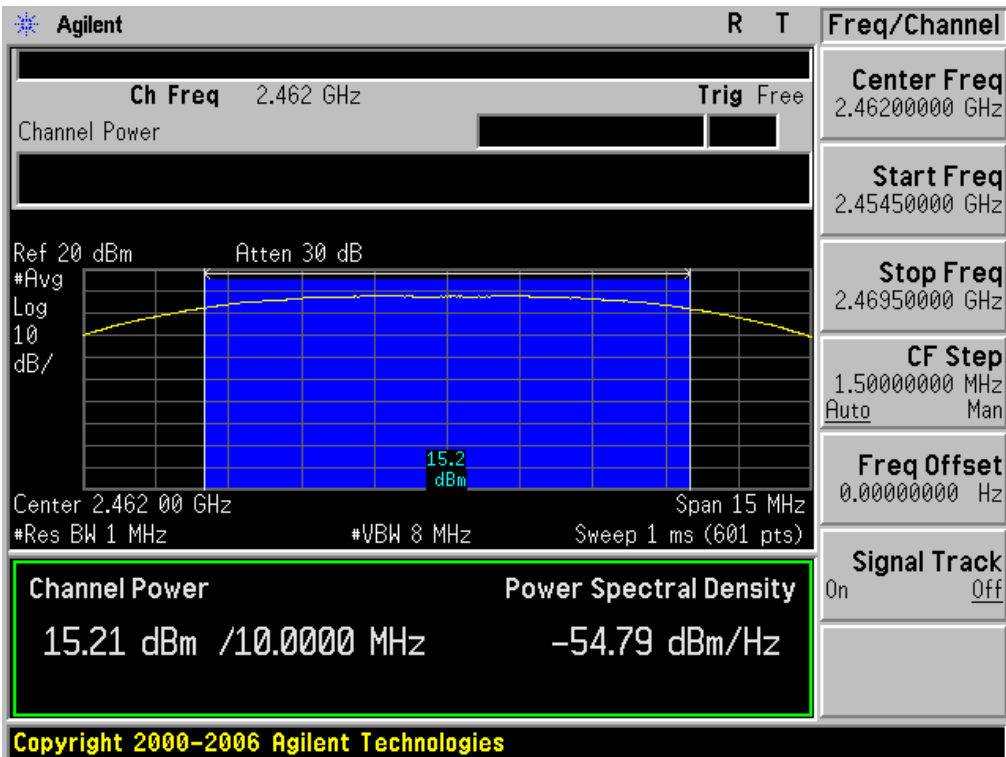 Agilent R T Freq/Channel
Ch Freq 2.462 GHz Trig Free
Channel Power
Center Freq
2.46200000 GHz
Start Freq
2.45450000 GHz
Stop Freq
2.46950000 GHz
CF Step
1.50000000 MHz
Auto Man
Freq Offset
0.00000000 Hz
Signal Track
On Off
Ref 20 dBm Atten 30 dB
#Avg
Log
10
dB/
15.2
dBm
Center 2.462 00 GHz Span 15 MHz
#Res BW 1 MHz #VBW 8 MHz Sweep 1 ms (601 pts)
Channel Power Power Spectral Density
15.21 dBm /10.0000 MHz -54.79 dBm/Hz
Copyright 2000-2006 Agilent Technologies